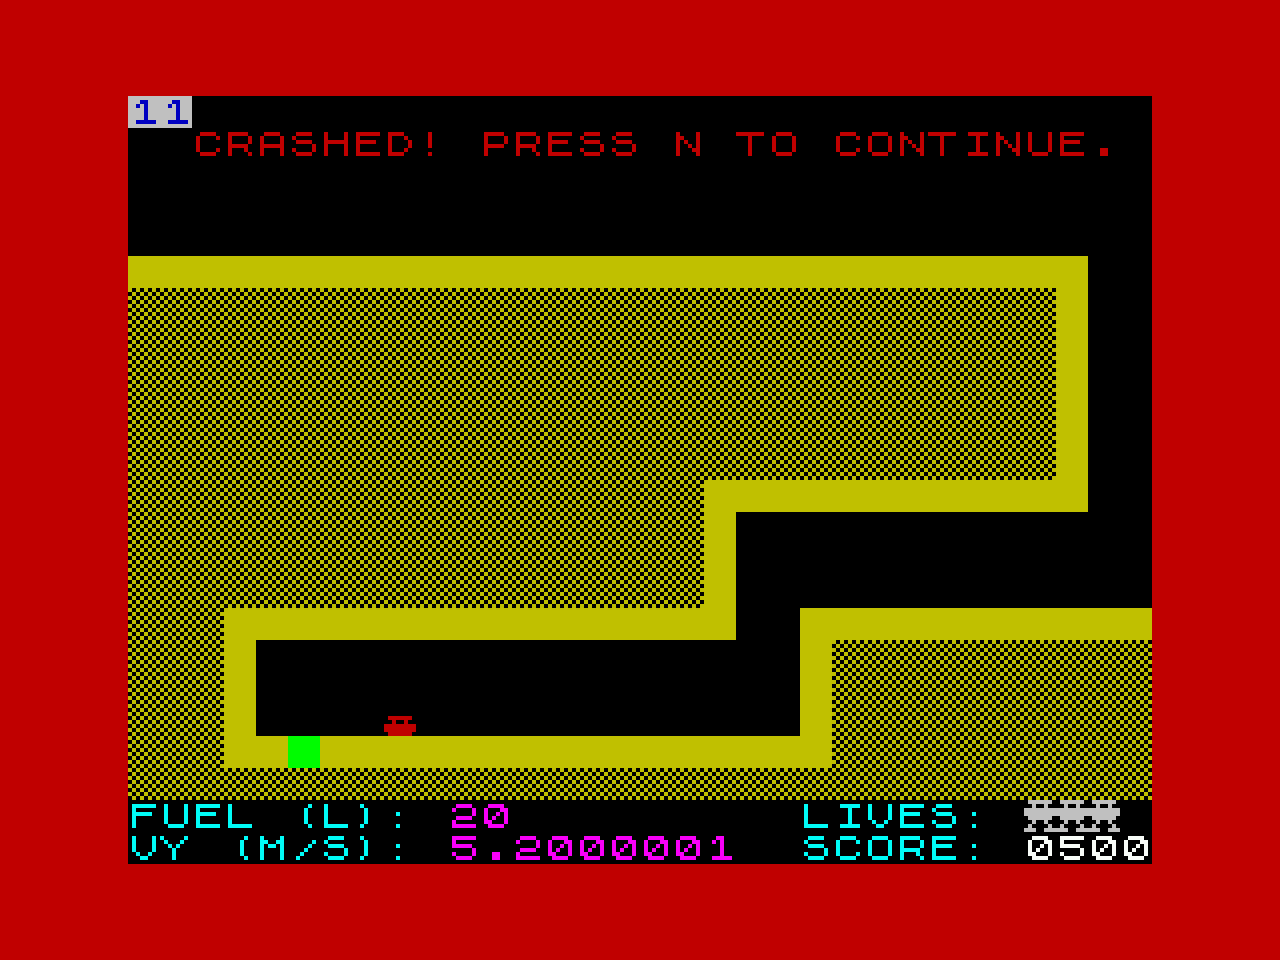 11
CRASHED! PRESS N TO CONTINUE.
FUEL (L): 20 LIVES:
VY (M/S): 5.2000001 SCORE: 0500